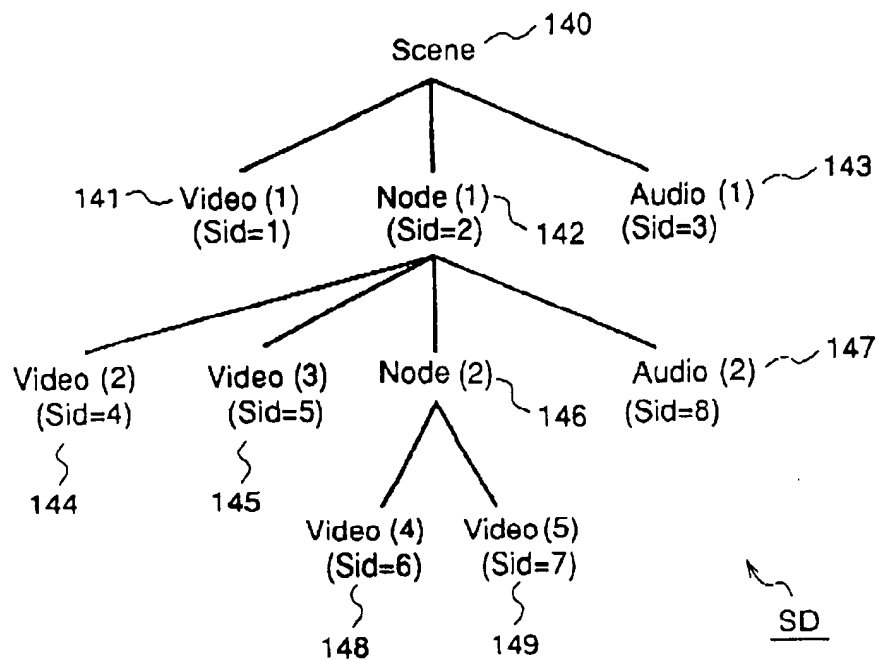 Scene 140
141 Video (1) Node (1) Audio (1) 143
(Sid=1) (Sid=2) 142 (Sid=3)
Video (2) Video (3) Node (2) Audio (2) 147
(Sid=4) (Sid=5) 146 (Sid=8)
144 145
Video (4) Video (5)
(Sid=6) (Sid=7)
148 149
SD